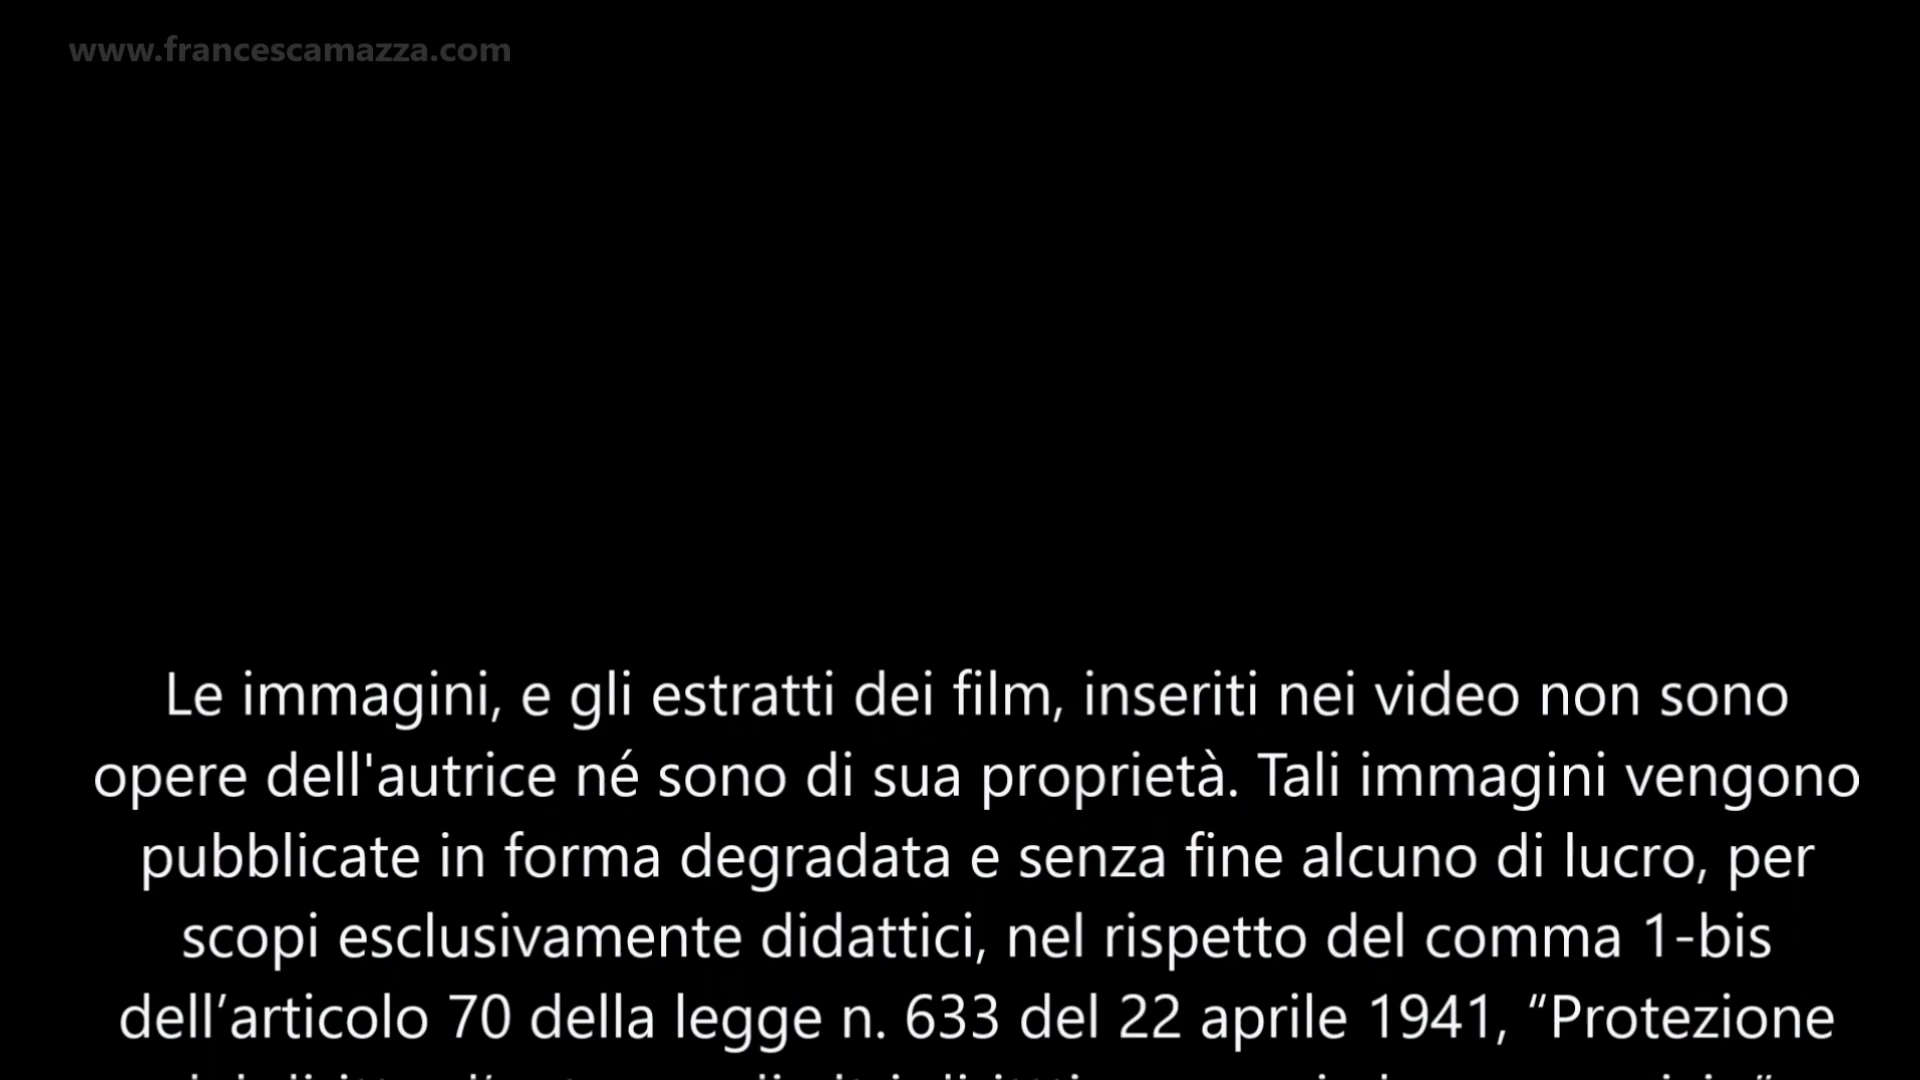 www.francescamazza.com
Le immagini, e gli estratti dei film, inseriti nei video non sono
opere dell'autrice né sono di sua proprietà. Tali immagini vengono
pubblicate in forma degradata e senza fine alcuno di lucro, per
scopi esclusivamente didattici, nel rispetto del comma 1-bis
dell’articolo 70 della legge n. 633 del 22 aprile 1941, “Protezione